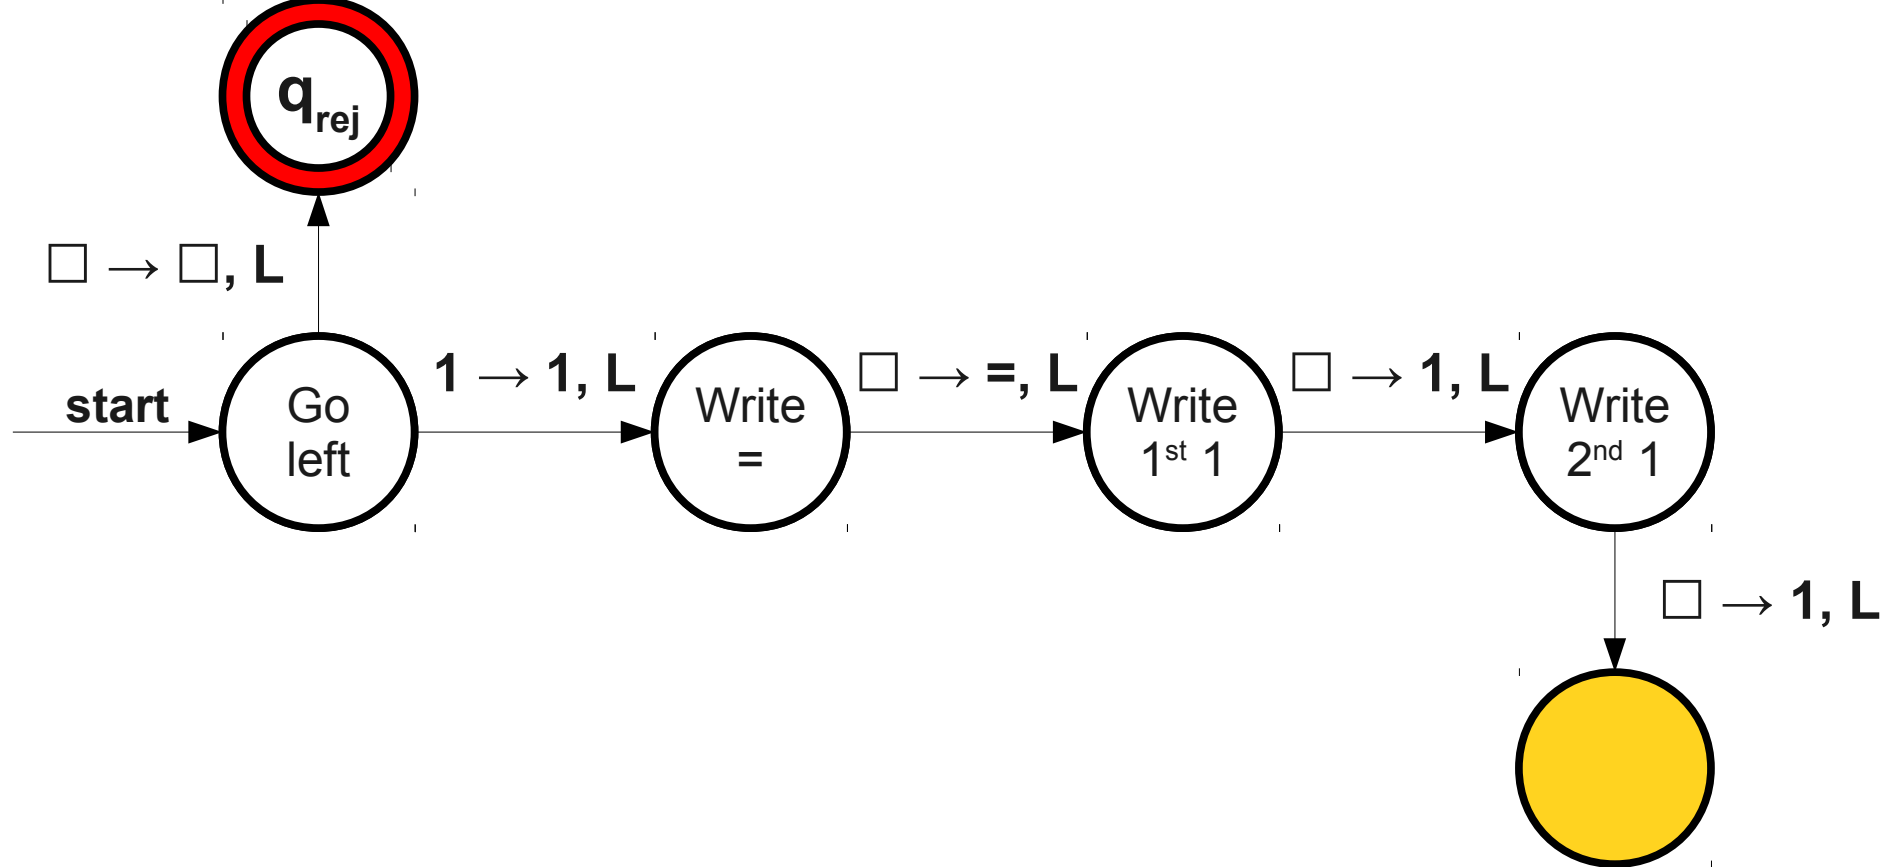 q_rej
□ → □, L
start
Go
left
1 → 1, L
Write
=
□ → =, L
Write
1st 1
□ → 1, L
Write
2nd 1
□ → 1, L